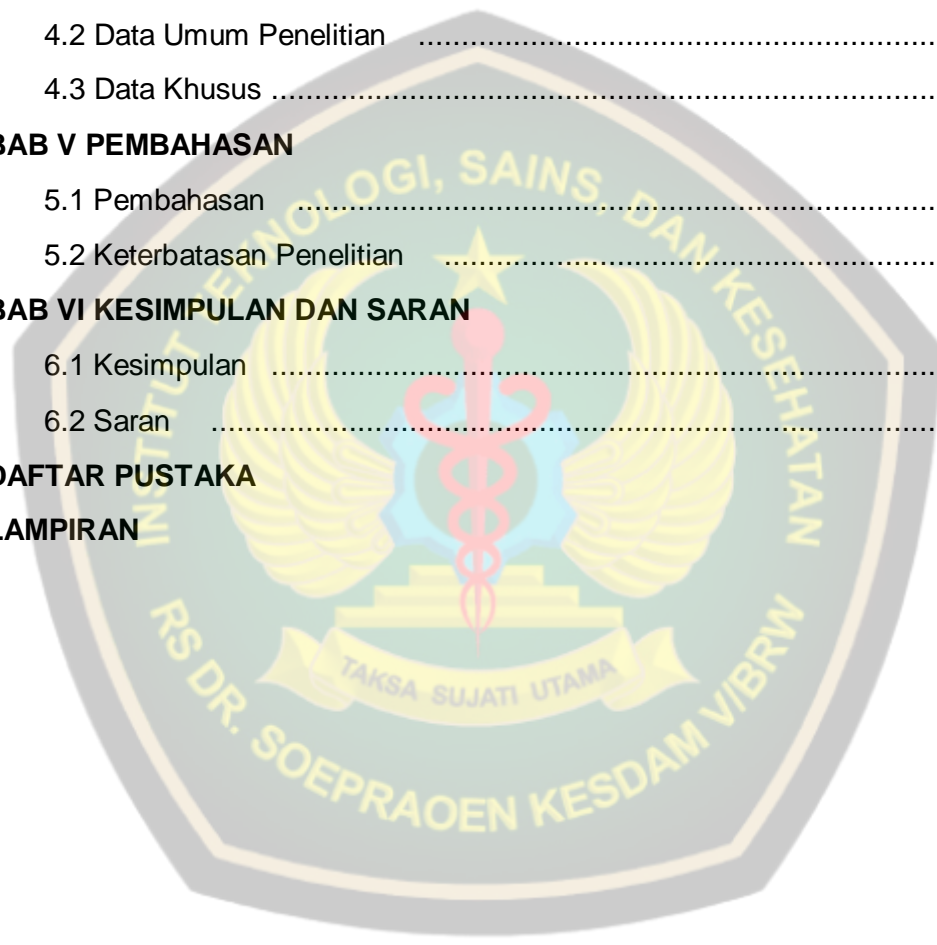 4.2 Data Umum Penelitian ........................................................................
4.3 Data Khusus ........................................................................................
BAB V PEMBAHASAN
5.1 Pembahasan ......................................................................................
5.2 Keterbatasan Penelitian ....................................................................
BAB VI KESIMPULAN DAN SARAN
6.1 Kesimpulan ........................................................................................
6.2 Saran ................................................................................................
DAFTAR PUSTAKA
LAMPIRAN
INSTITUT TEKNOLOGI, SAINS, DAN KESEHATAN
TAKSA SUJATI UTAMA
RS DR. SOEPRAOEN KESDAM V/BRW